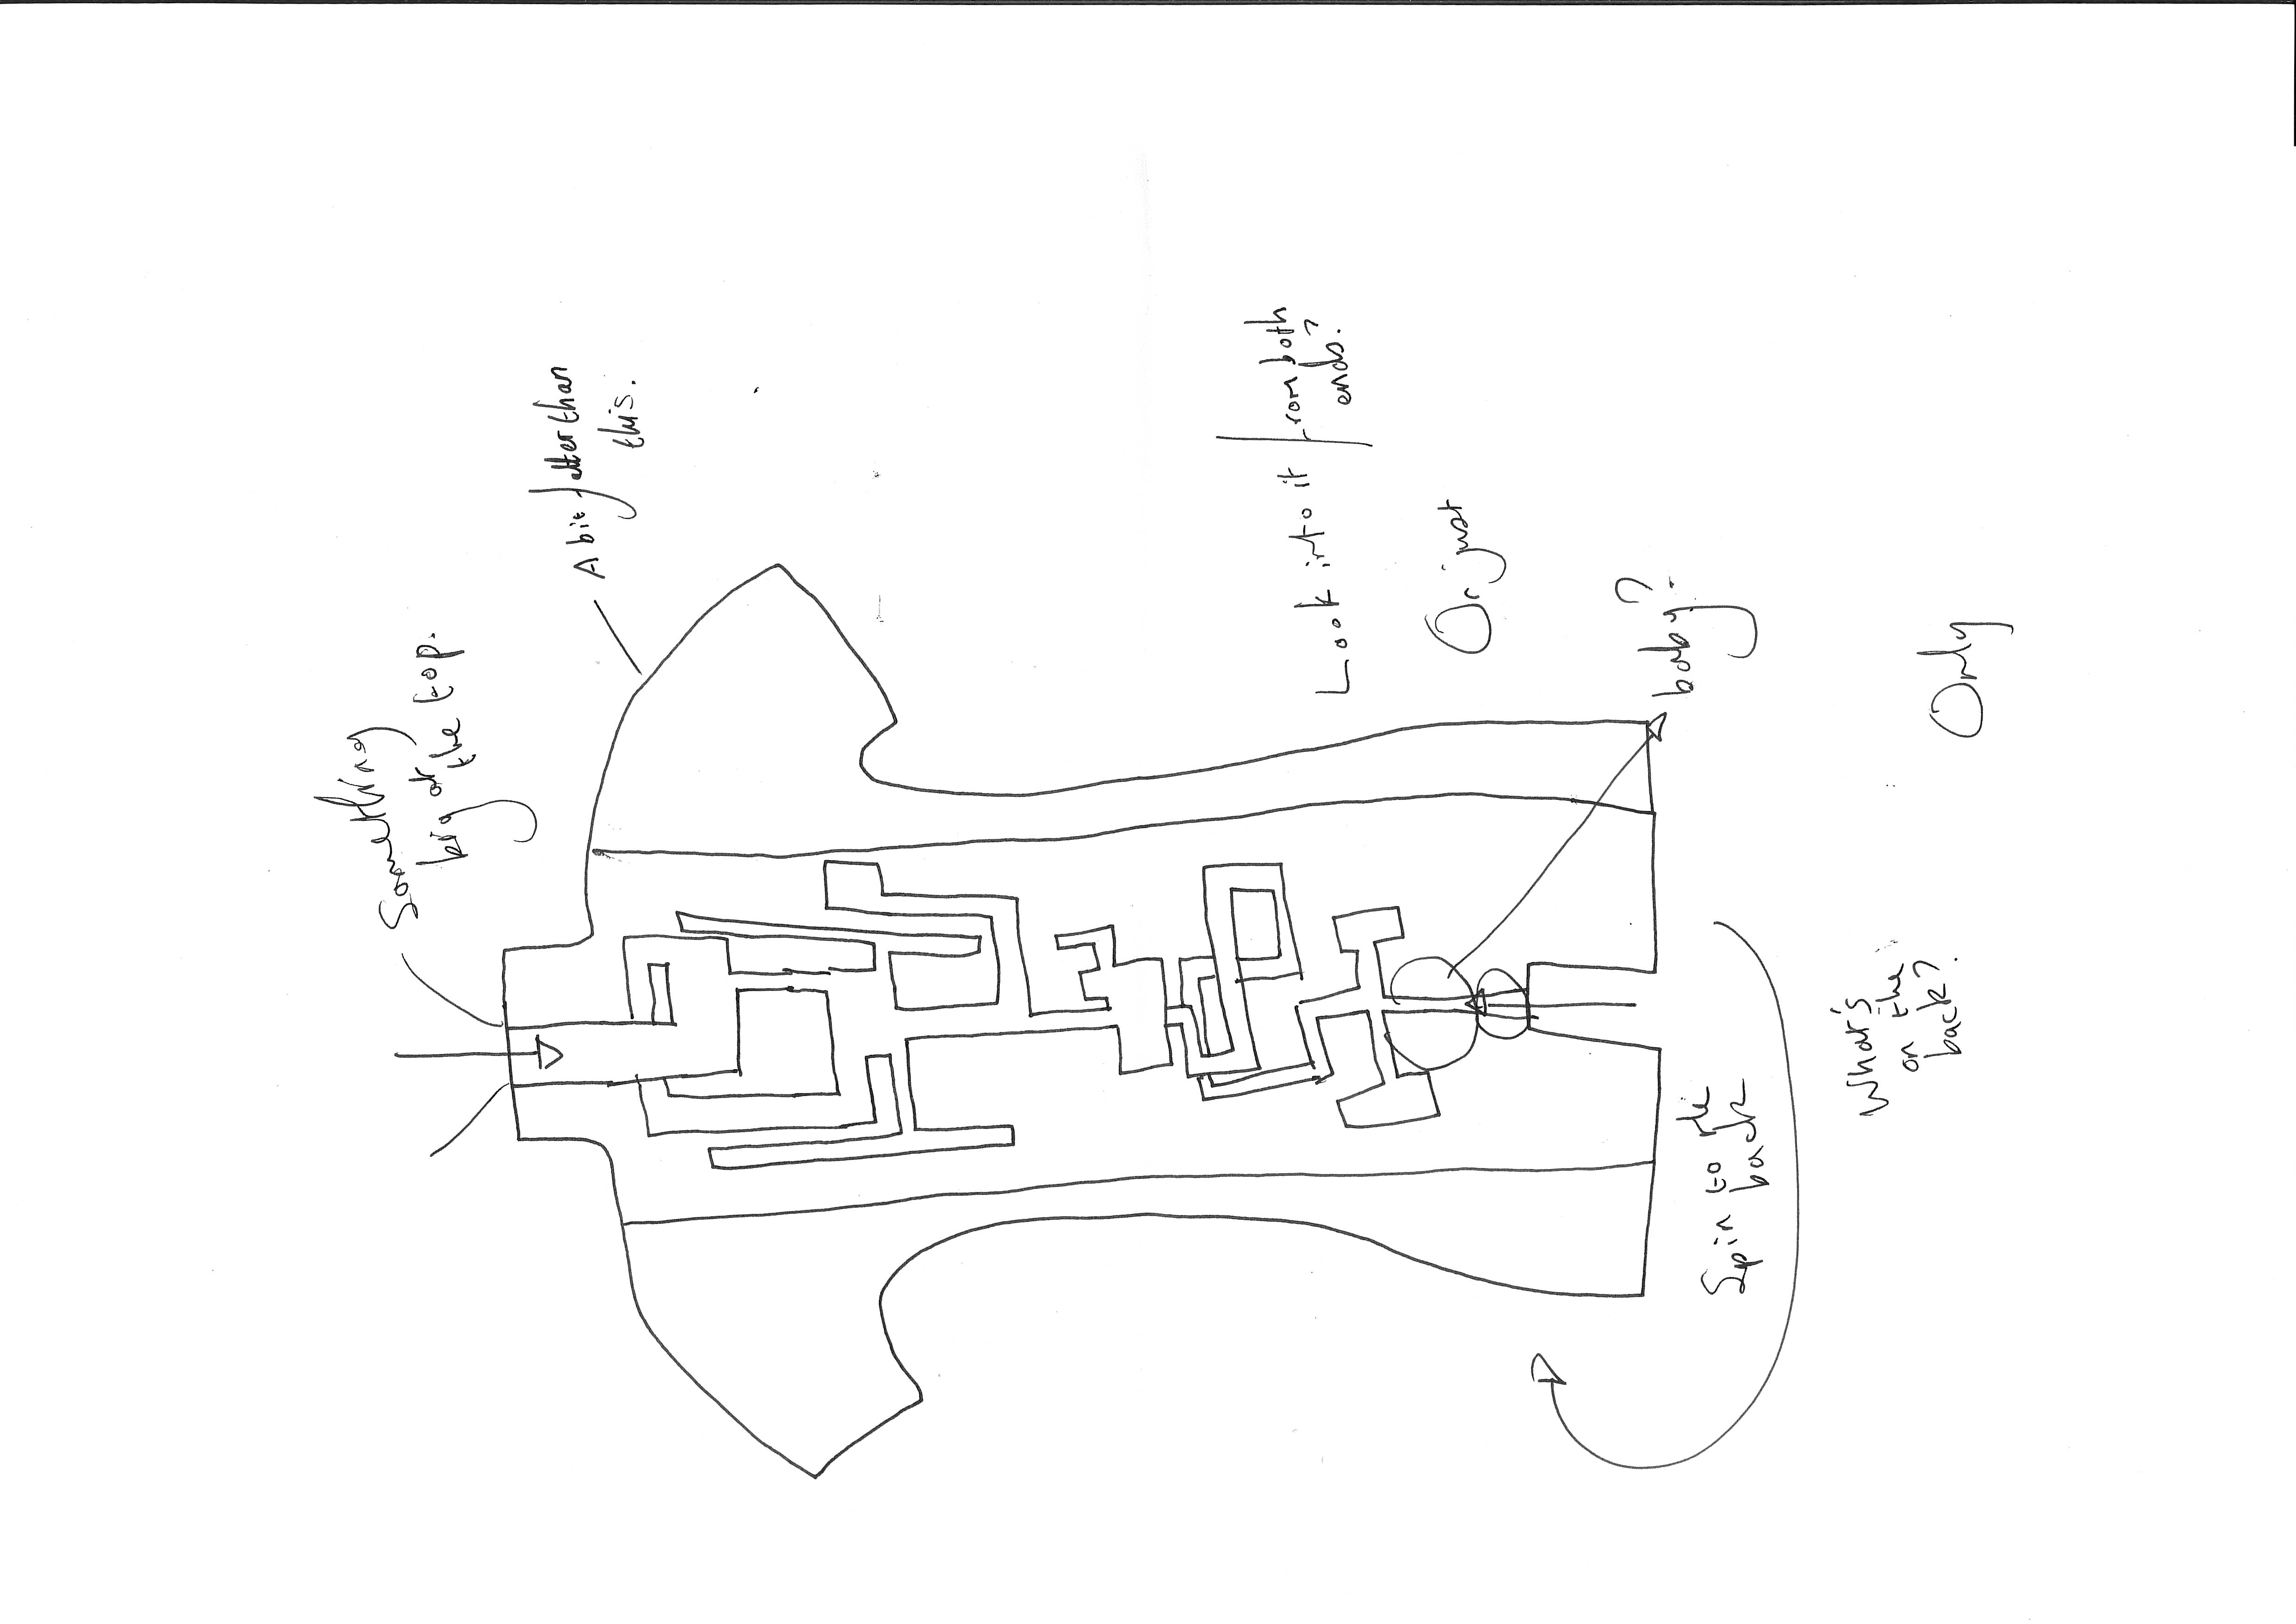 Something
big at
the top.
A bit fatter than
this.
Look into it from both
ends?
Or just
baby?
Spin to the
back
What's
on the
back?
Only